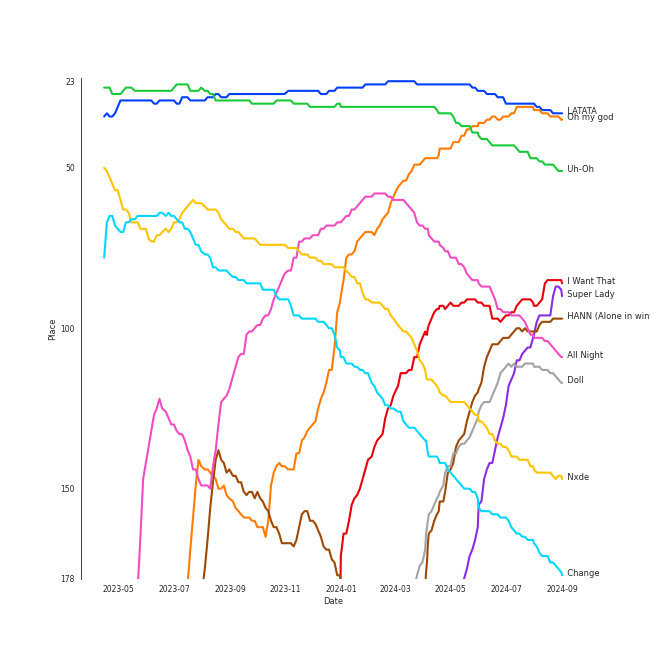 23
50
100
150
178
Place
2023-05
2023-07
2023-09
2023-11
2024-01
2024-03
2024-05
2024-07
2024-09
Date
LATATA
Oh my god
Uh-Oh
I Want That
Super Lady
HANN (Alone in win
All Night
Doll
Nxde
Change